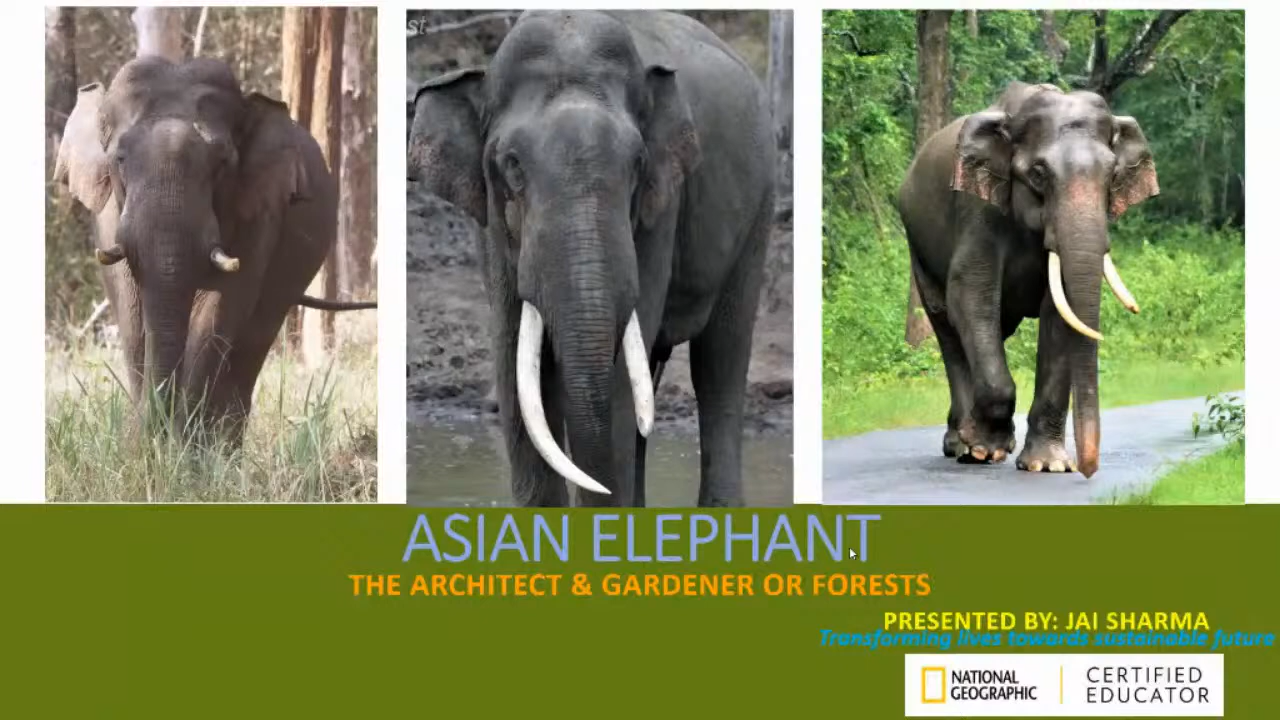 st
ASIAN ELEPHANT
THE ARCHITECT & GARDENER OR FORESTS
PRESENTED BY: JAI SHARMA
Transforming lives towards sustainable future
NATIONAL GEOGRAPHIC
CERTIFIED EDUCATOR